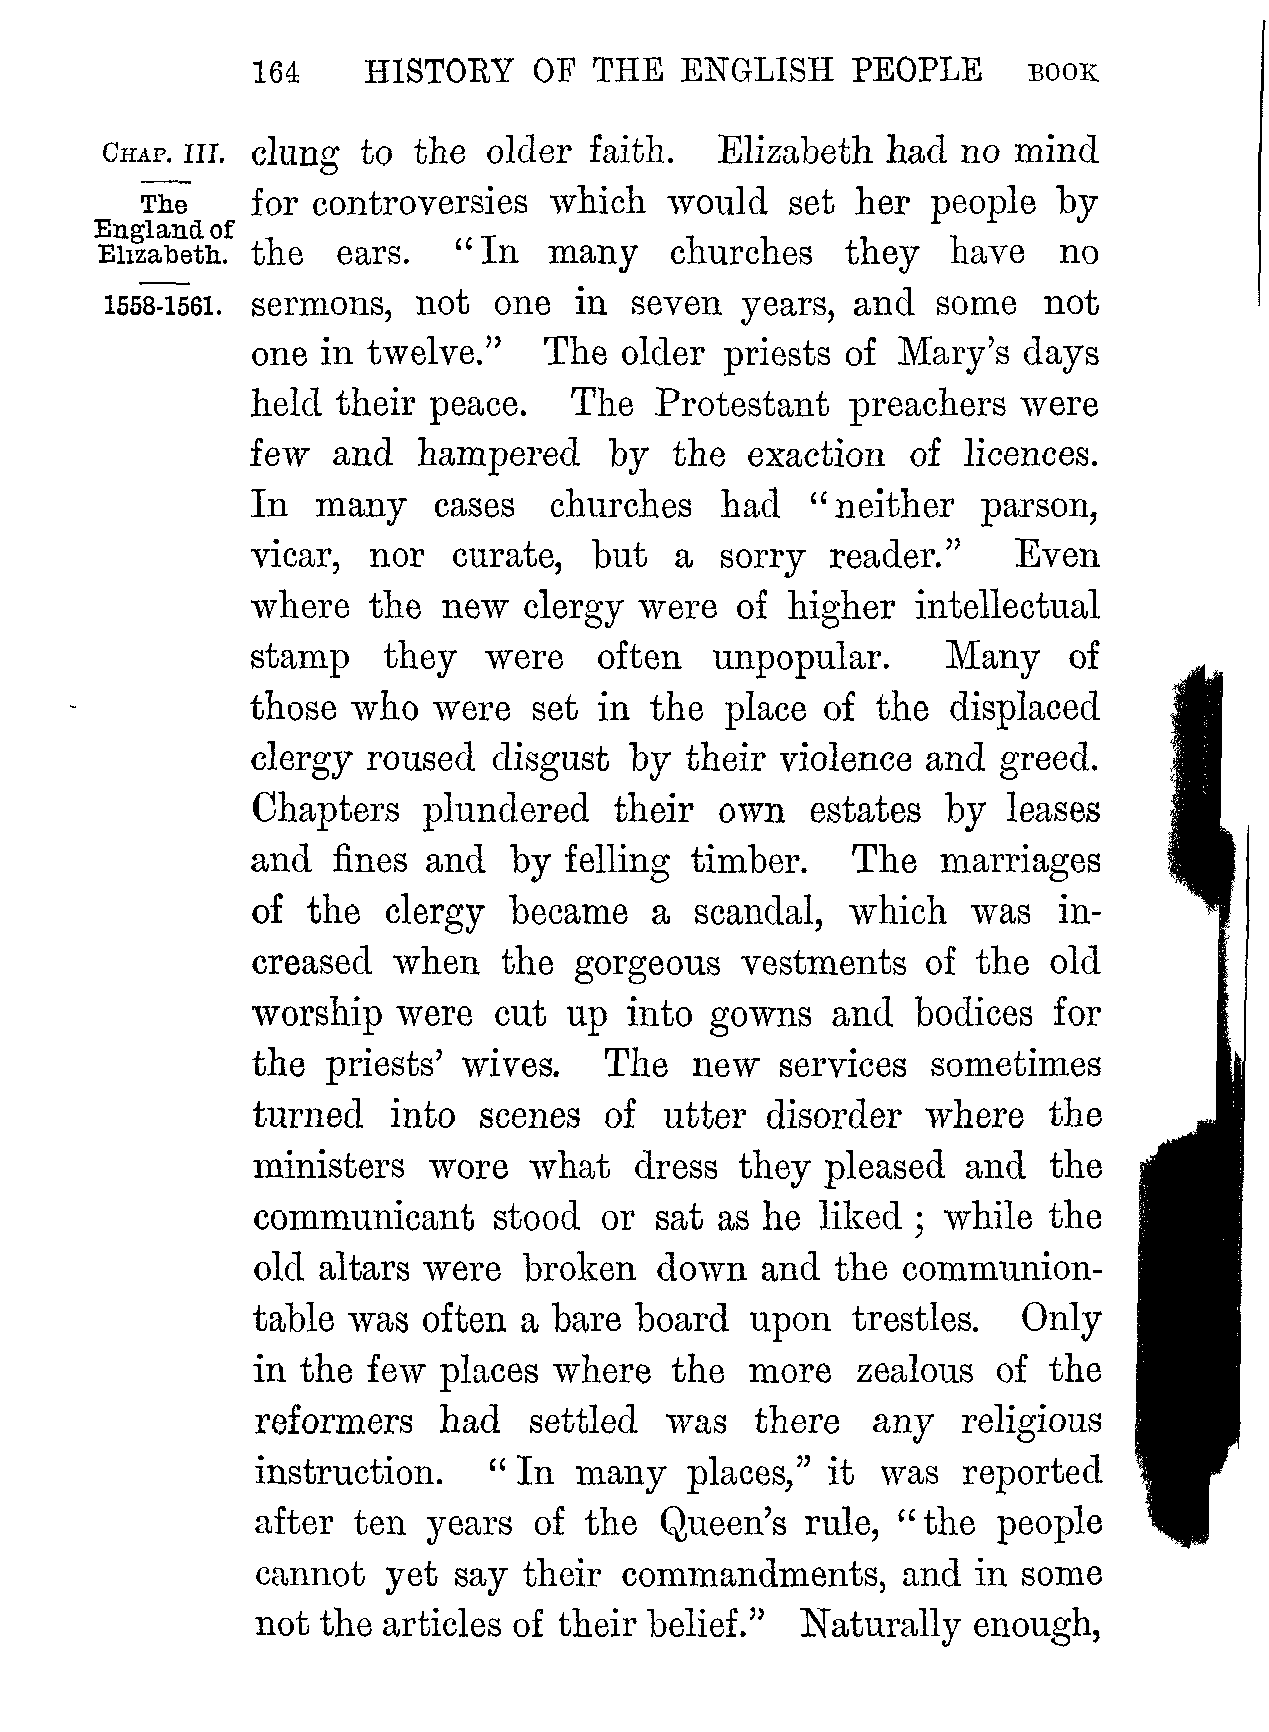 164 HISTORY OF THE ENGLISH PEOPLE BOOK
CHAP. III.
The
England of
Elizabeth.
1558-1561.
clung to the older faith. Elizabeth had no mind
for controversies which would set her people by
the ears. “In many churches they have no
sermons, not one in seven years, and some not
one in twelve.” The older priests of Mary’s days
held their peace. The Protestant preachers were
few and hampered by the exaction of licences.
In many cases churches had “neither parson,
vicar, nor curate, but a sorry reader.” Even
where the new clergy were of higher intellectual
stamp they were often unpopular. Many of
those who were set in the place of the displaced
clergy roused disgust by their violence and greed.
Chapters plundered their own estates by leases
and fines and by felling timber. The marriages
of the clergy became a scandal, which was in-
creased when the gorgeous vestments of the old
worship were cut up into gowns and bodices for
the priests’ wives. The new services sometimes
turned into scenes of utter disorder where the
ministers wore what dress they pleased and the
communicant stood or sat as he liked; while the
old altars were broken down and the communion-
table was often a bare board upon trestles. Only
in the few places where the more zealous of the
reformers had settled was there any religious
instruction. “In many places,” it was reported
after ten years of the Queen’s rule, “the people
cannot yet say their commandments, and in some
not the articles of their belief.” Naturally enough,